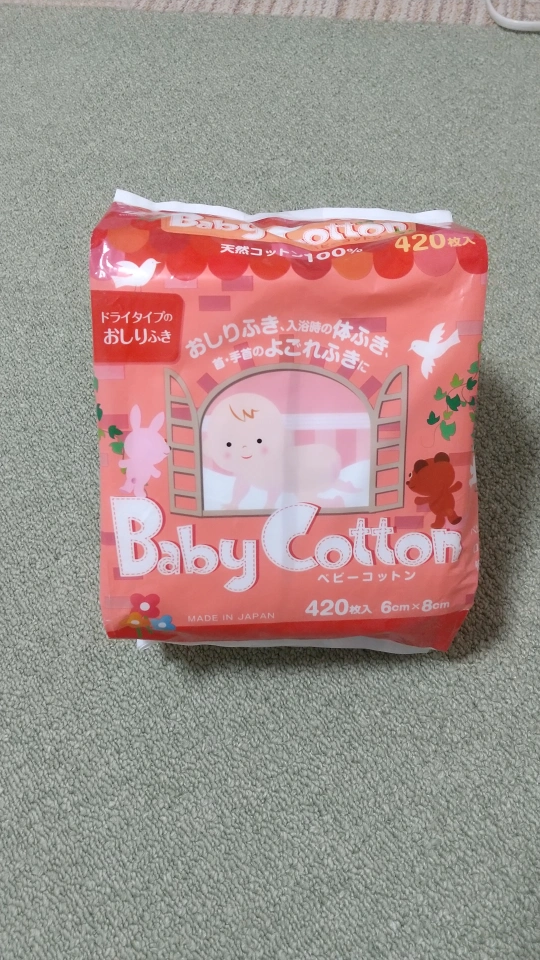 Baby Cotton
天然コットン100%
420枚入
ドライタイプの
おしりふき
おしりふき、入浴時の体ふき、
首・手首のよごれふきに
Baby Cotton
ベビーコットン
MADE IN JAPAN
420枚入 6cm×8cm